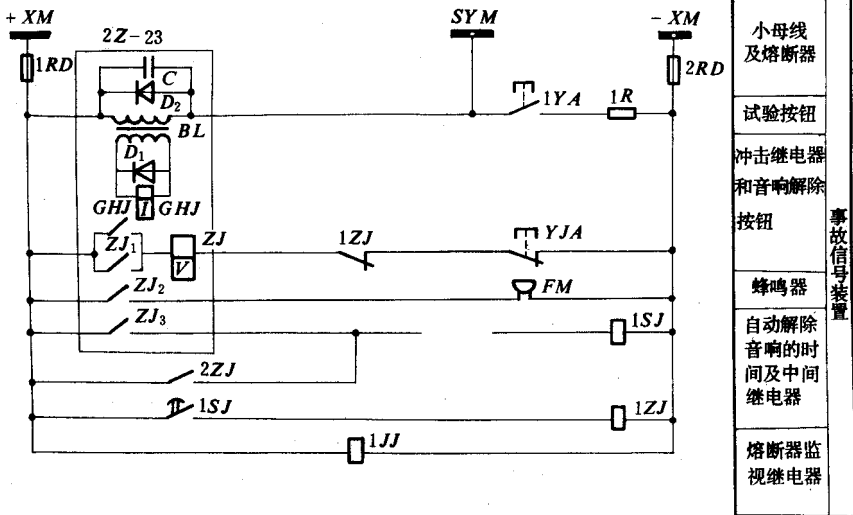 + XM
SYM
- XM
2Z-23
1RD
2RD
C
D₂
1YA
1R
BL
D₁
GHJ
I
GHJ
ZJ₁
ZJ
V
1ZJ
YJA
ZJ₂
FM
ZJ₃
1SJ
2ZJ
1SJ
1ZJ
1JJ
小母线
及熔断器
试验按钮
冲击继电器
和音响解除
按钮
蜂鸣器
自动解除
音响的时
间及中间
继电器
熔断器监
视继电器
事故信号装置